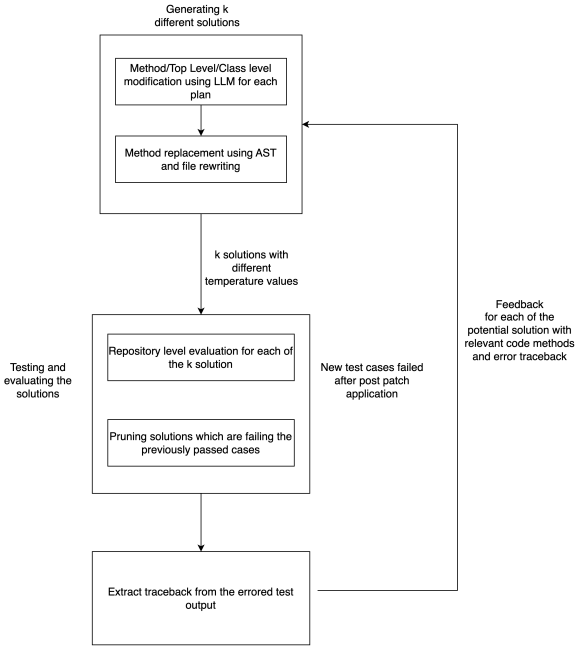 Generating k
different solutions
Method/Top Level/Class level
modification using LLM for each
plan
Method replacement using AST
and file rewriting
k solutions with
different
temperature values
Feedback
for each of the
potential solution with
relevant code methods
and error traceback
Testing and
evaluating the
solutions
Repository level evaluation for each of
the k solution
New test cases failed
after post patch
application
Pruning solutions which are failing the
previously passed cases
Extract traceback from the errored test
output